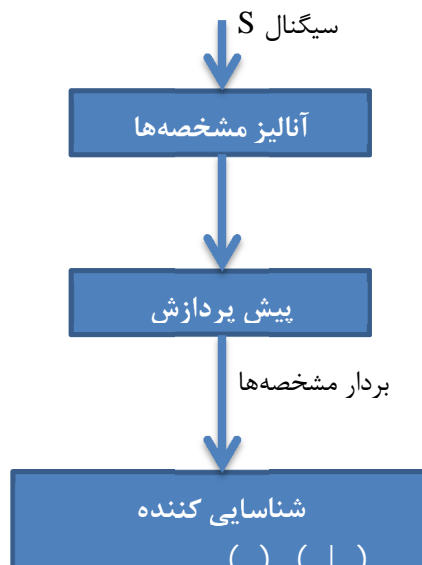 سیگنال S
آنالیز مشخصه‌ها
پیش پردازش
بردار مشخصه‌ها
شناسایی کننده
( ) ( | )